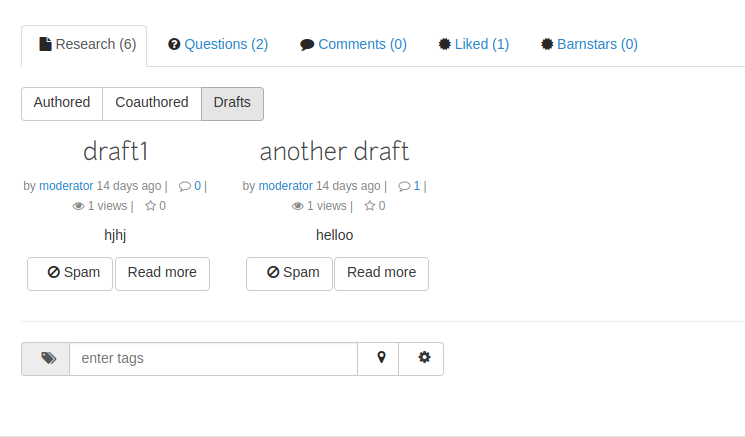 Research (6) Questions (2) Comments (0) Liked (1) Barnstars (0)
Authored Coauthored Drafts
draft1
by moderator 14 days ago | 0 |
1 views | 0
hjhj
Spam Read more
another draft
by moderator 14 days ago | 1 |
1 views | 0
helloo
Spam Read more
enter tags